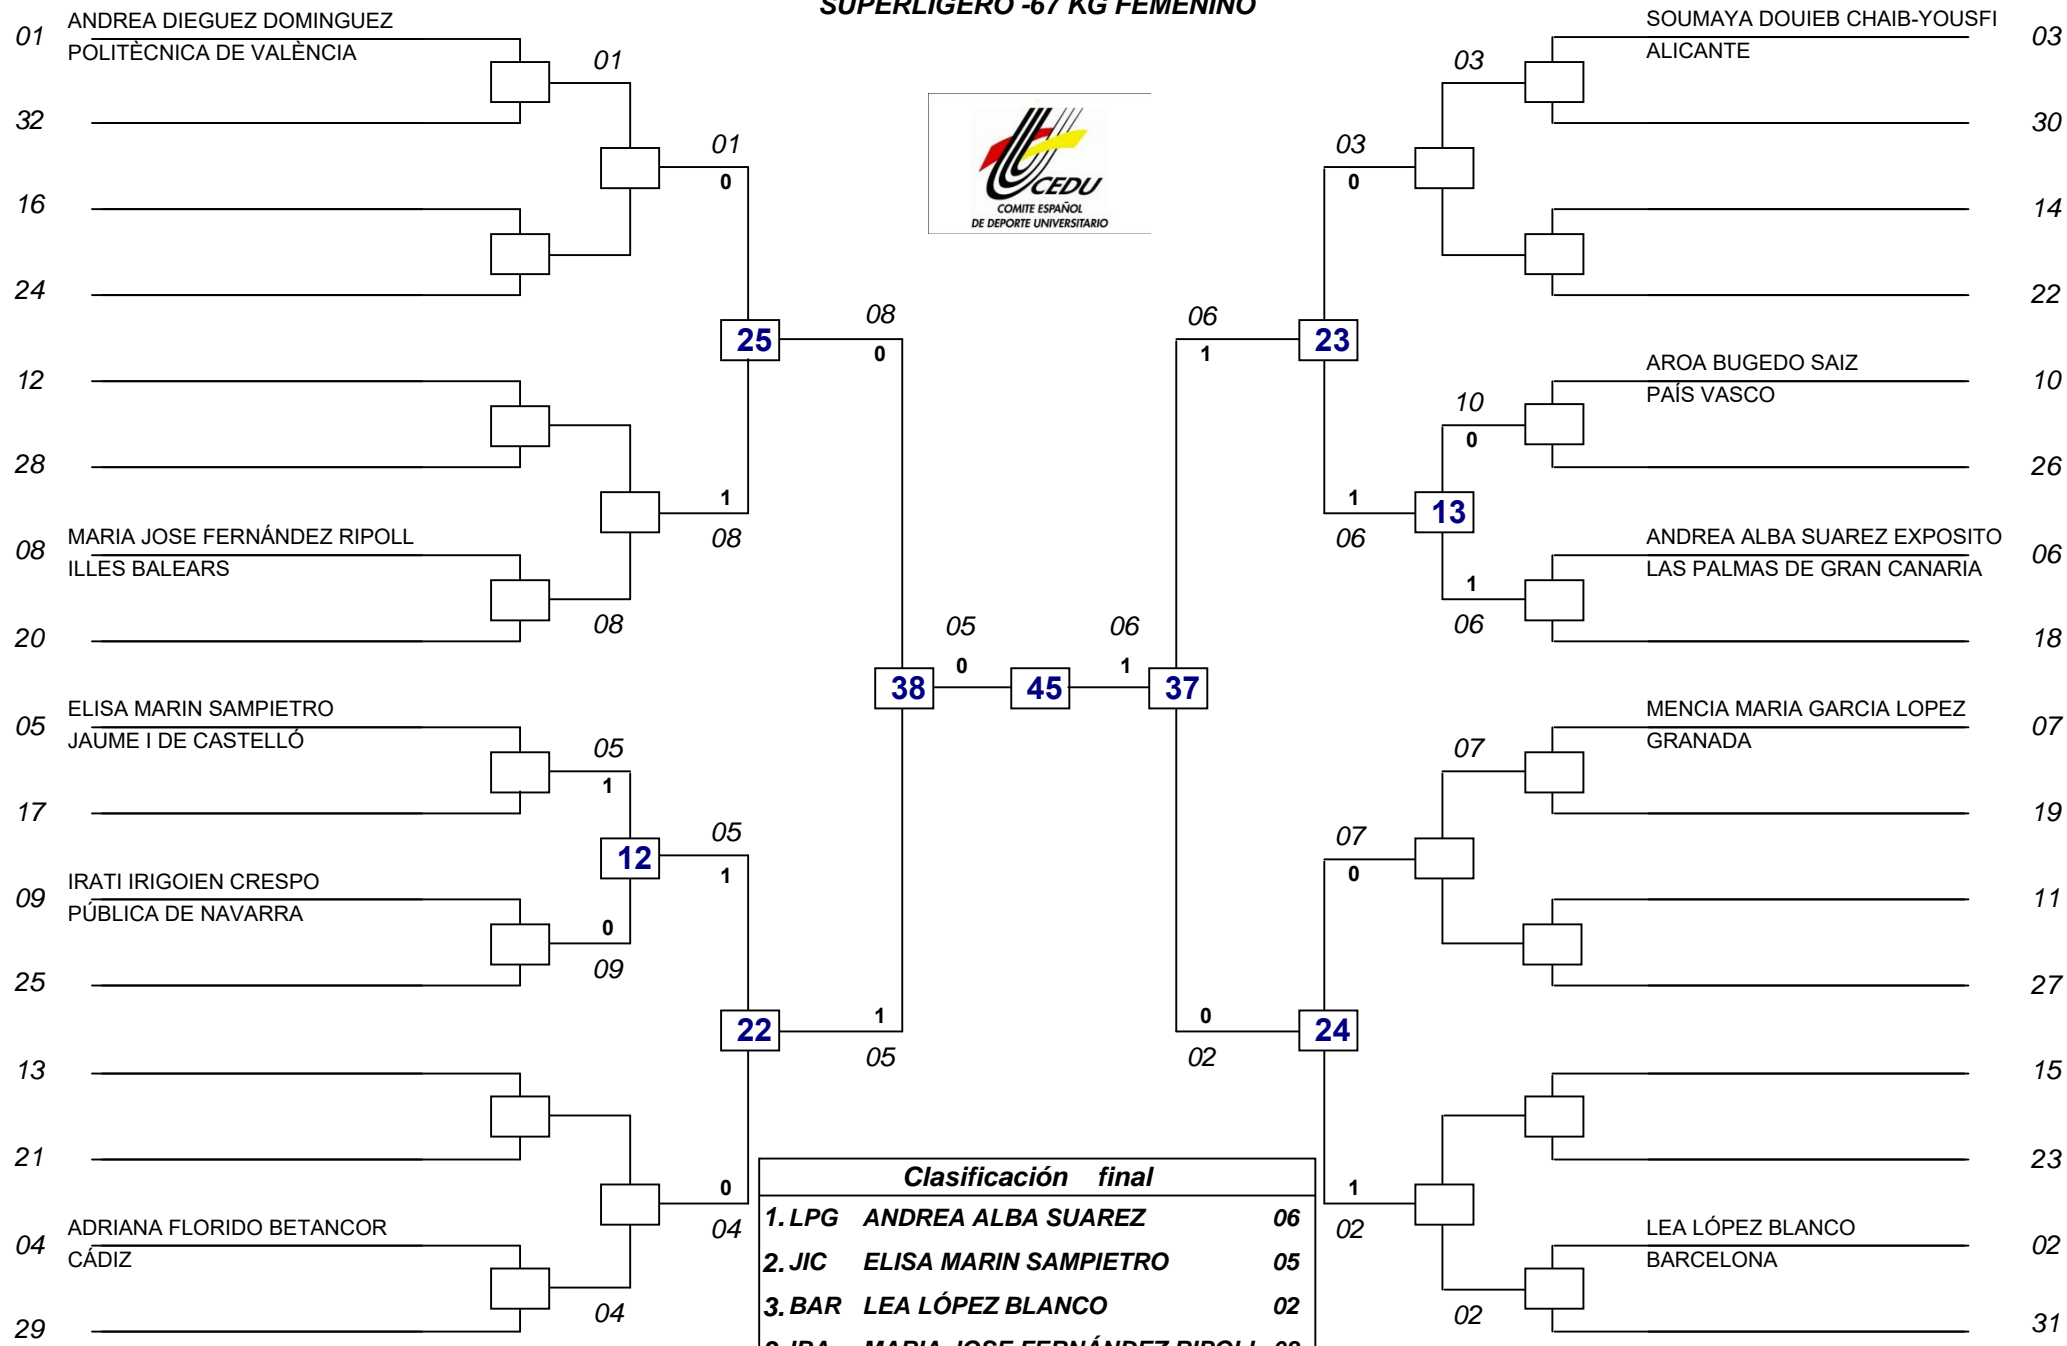 SUPERLIGERO -67 KG FEMENINO
01 ANDREA DIEGUEZ DOMINGUEZ
POLITÈCNICA DE VALÈNCIA
32
16
24
12
28
08 MARIA JOSE FERNÁNDEZ RIPOLL
ILLES BALEARS
20
05 ELISA MARIN SAMPIETRO
JAUME I DE CASTELLÓ
17
09 IRATI IRIGOIEN CRESPO
PÚBLICA DE NAVARRA
25
13
21
04 ADRIANA FLORIDO BETANCOR
CÁDIZ
29
01
08
05
1
12
0
09
04
01
0
25
1
08
05
1
22
0
04
08
0
38
1
05
05
0
45
06
1
37
CEDU
COMITE ESPAÑOL
DE DEPORTE UNIVERSITARIO
06
1
0
02
03
0
23
1
06
07
0
24
1
02
03
10
0
13
1
06
07
02
SOUMAYA DOUIEB CHAIB-YOUSFI 03
ALICANTE
30
14
22
AROA BUGEDO SAIZ 10
PAÍS VASCO
26
ANDREA ALBA SUAREZ EXPOSITO 06
LAS PALMAS DE GRAN CANARIA
18
MENCIA MARIA GARCIA LOPEZ 07
GRANADA
19
11
27
15
23
LEA LÓPEZ BLANCO 02
BARCELONA
31
Clasificación final
1. LPG ANDREA ALBA SUAREZ 06
2. JIC ELISA MARIN SAMPIETRO 05
3. BAR LEA LÓPEZ BLANCO 02
MARIA JOSE FERNÁNDEZ RIPOLL 08